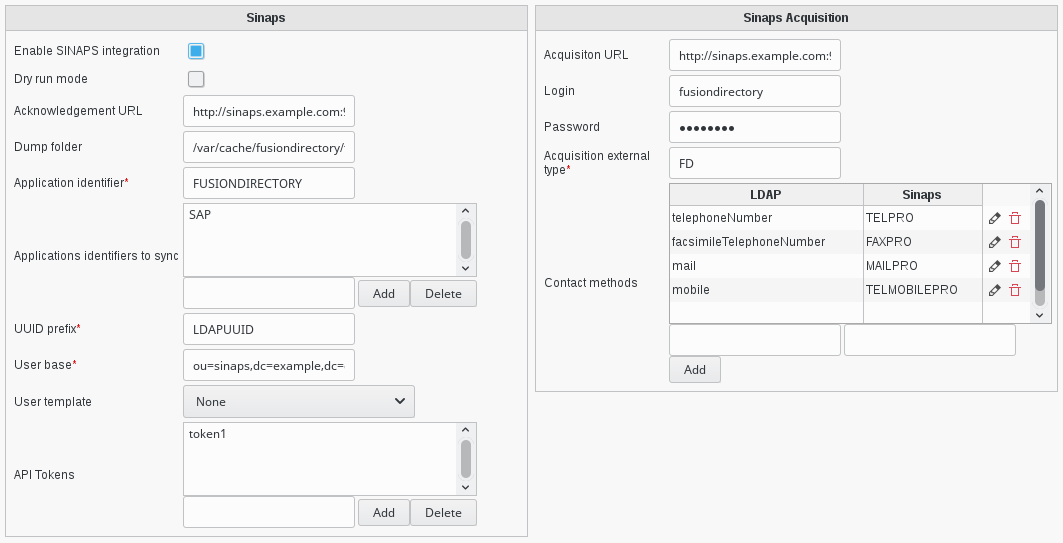 Sinaps
Enable SINAPS integration
Dry run mode
Acknowledgement URL http://sinaps.example.com:9
Dump folder /var/cache/fusiondirectory/
Application identifier* FUSIONDIRECTORY
Applications identifiers to sync SAP
Add Delete
UUID prefix* LDAPUUID
User base* ou=sinaps,dc=example,dc=
User template None
API Tokens token1
Add Delete
Sinaps Acquisition
Acquisiton URL http://sinaps.example.com:9
Login fusiondirectory
Password ••••••••
Acquisition external
type* FD
Contact methods
LDAP Sinaps
telephoneNumber TELPRO
facsimileTelephoneNumber FAXPRO
mail MAILPRO
mobile TELMOBILEPRO
Add